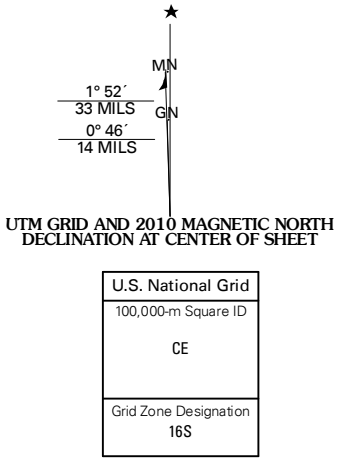 MN
1° 52´
33 MILS
GN
0° 46´
14 MILS
UTM GRID AND 2010 MAGNETIC NORTH
DECLINATION AT CENTER OF SHEET
U.S. National Grid
100,000-m Square ID
CE
Grid Zone Designation
16S